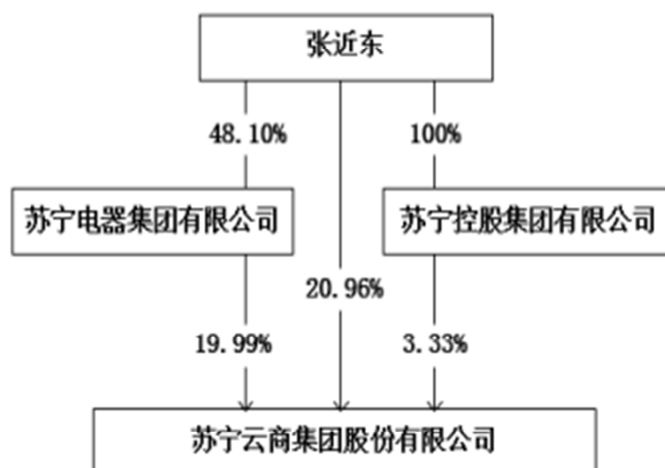 张近东
48.10%
100%
苏宁电器集团有限公司
苏宁控股集团有限公司
20.96%
19.99%
3.33%
苏宁云商集团股份有限公司